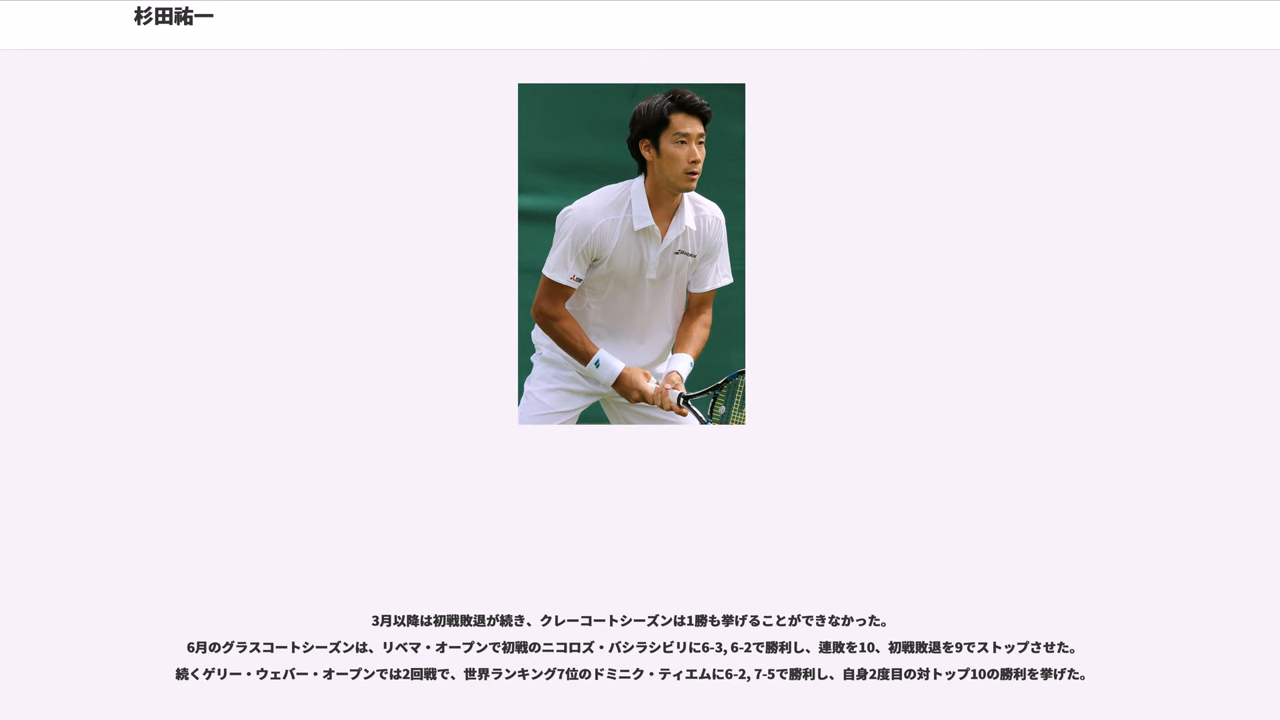 杉田祐一
3月以降は初戦敗退が続き、クレーコートシーズンは1勝も挙げることができなかった。
6月のグラスコートシーズンは、リベマ・オープンで初戦のニコロズ・バシラシビリに6-3, 6-2で勝利し、連敗を10、初戦敗退を9でストップさせた。
続くゲリー・ウェバー・オープンでは2回戦で、世界ランキング7位のドミニク・ティエムに6-2, 7-5で勝利し、自身2度目の対トップ10の勝利を挙げた。